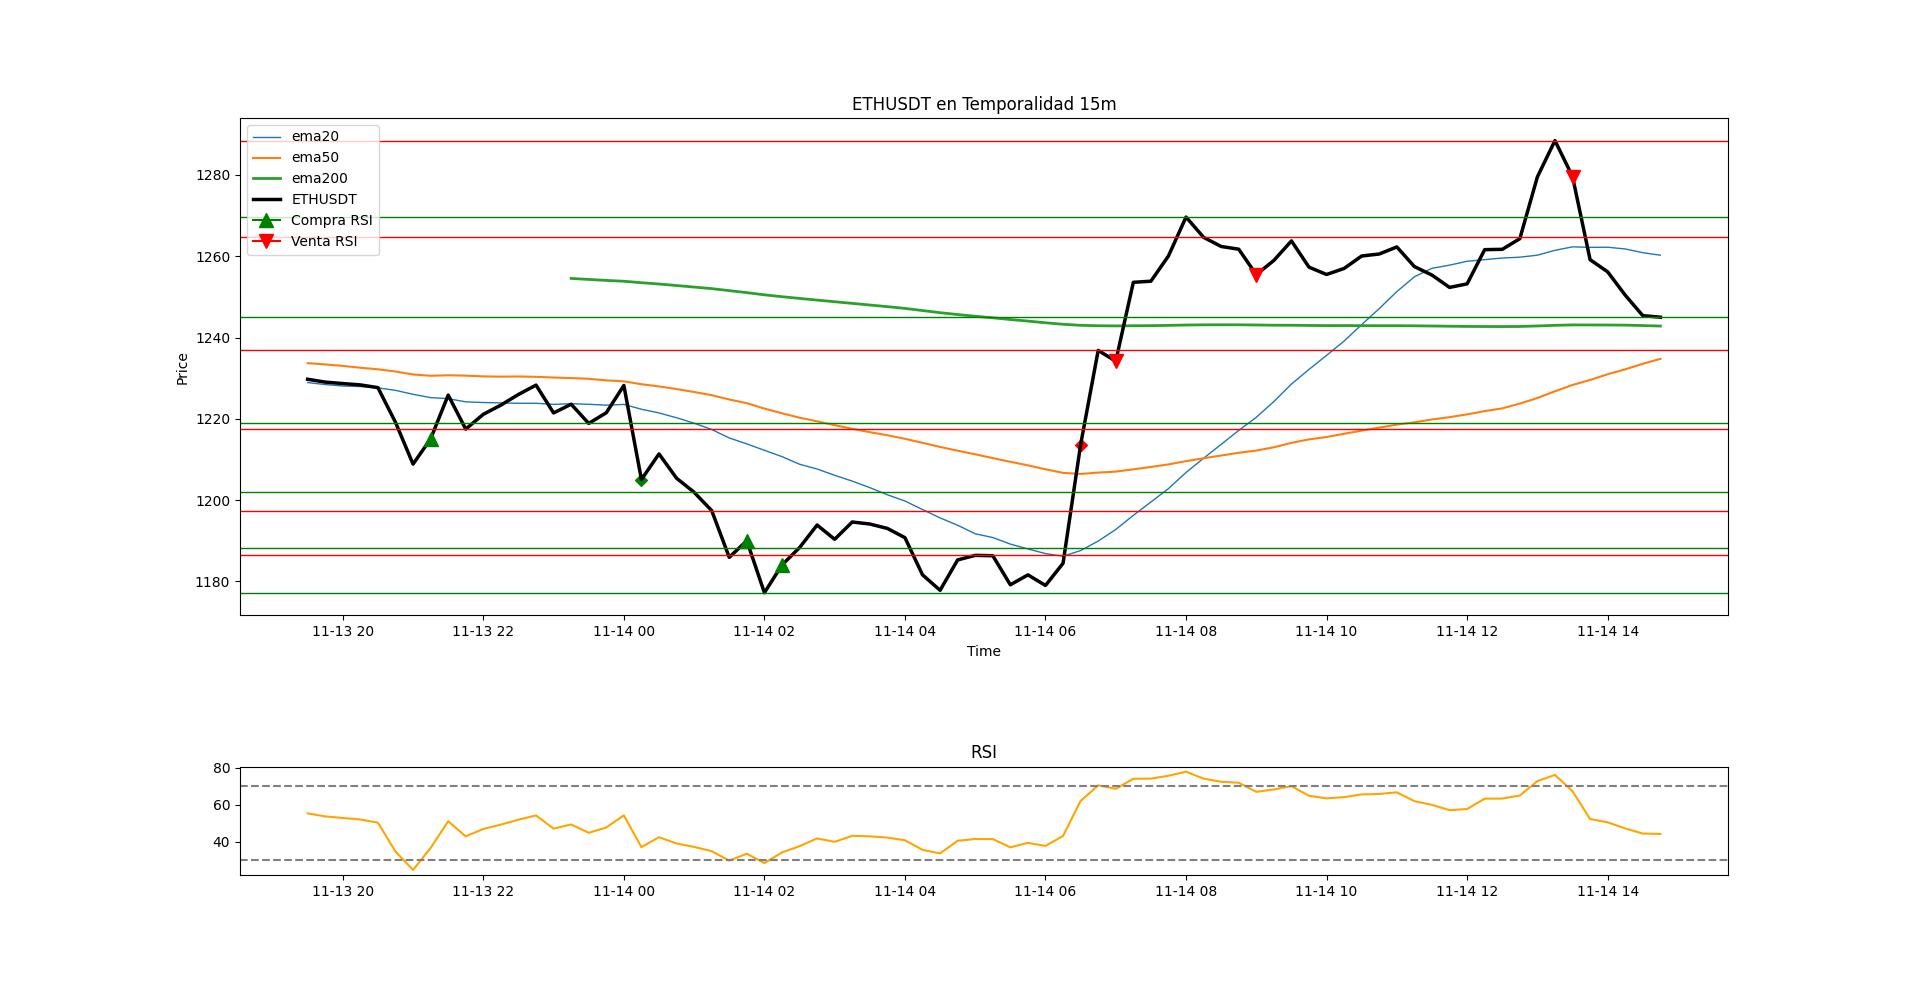 ETHUSDT en Temporalidad 15m
ema20
ema50
ema200
ETHUSDT
Compra RSI
Venta RSI
Price
1280
1260
1240
1220
1200
1180
11-13 20 11-13 22 11-14 00 11-14 02 11-14 04 11-14 06 11-14 08 11-14 10 11-14 12 11-14 14
Time
RSI
80
60
40
11-13 20 11-13 22 11-14 00 11-14 02 11-14 04 11-14 06 11-14 08 11-14 10 11-14 12 11-14 14